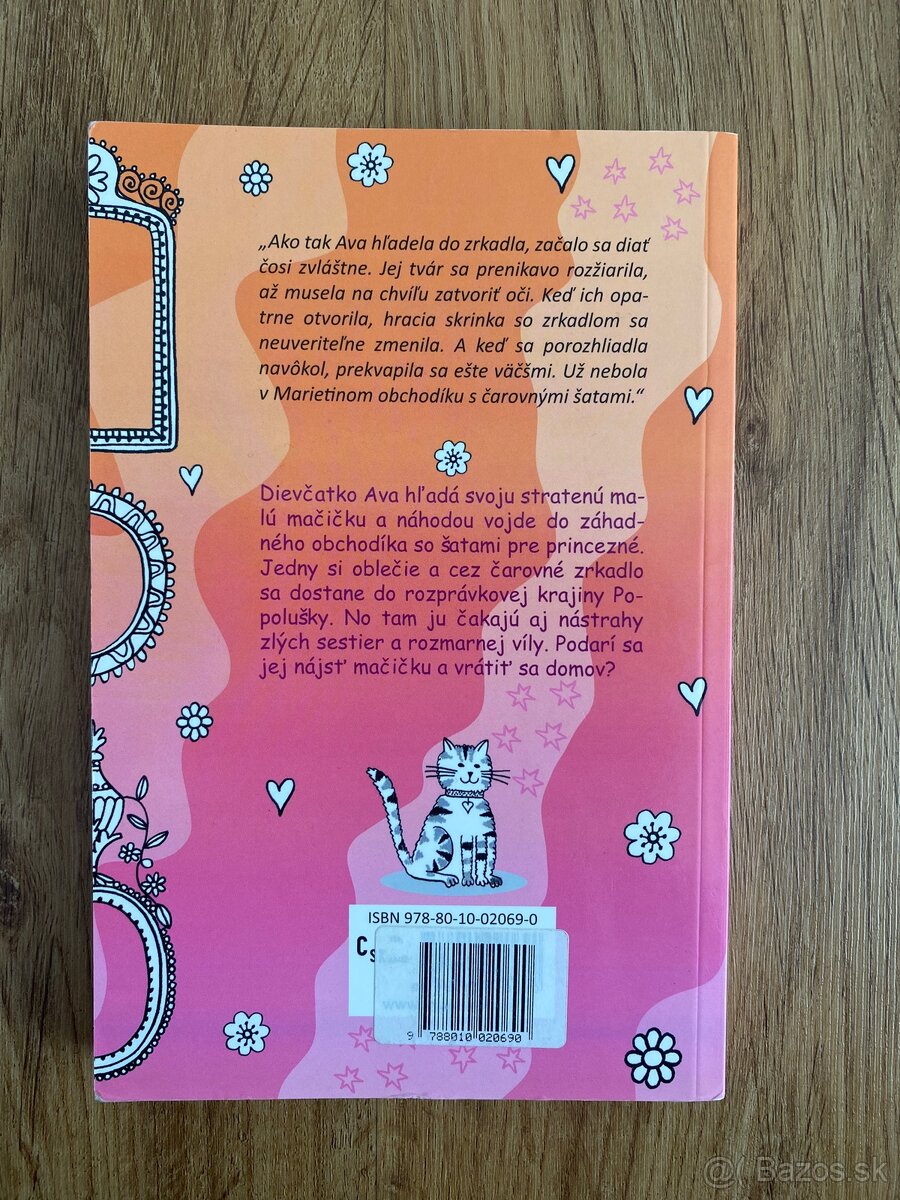 „Ako tak Ava hľadela do zrkadla, začalo sa diať
čosi zvláštne. Jej tvár sa prenikavo rozžiarila,
až musela na chvíľu zatvoriť oči. Keď ich opa-
trne otvorila, hracia skrinka so zrkadlom sa
neuveriteľne zmenila. A keď sa porozhliadla
navôkol, prekvapila sa ešte väčšmi. Už nebola
v Marietinom obchodíku s čarovnými šatami.“
Dievčatko Ava hľadá svoju stratenú ma-
lú mačičku a náhodou vojde do záhad-
ného obchodíka so šatami pre princezné.
Jedny si oblečie a cez čarovné zrkadlo
sa dostane do rozprávkovej krajiny Po-
polušky. No tam ju čakajú aj nástrahy
zlých sestier a rozmarnej víly. Podarí sa
jej nájsť mačičku a vrátiť sa domov?
ISBN 978-80-10-02069-0
9 788010 020690
Bazos.sk